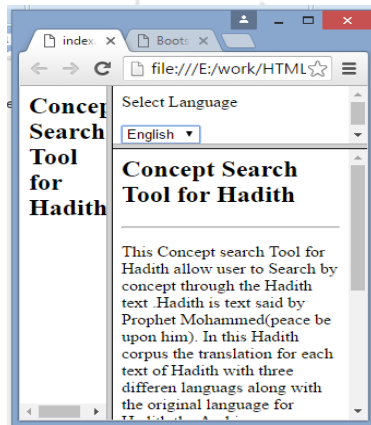 index.
Boots
file:///E:/work/HTML
Concep
Search
Tool
for
Hadith
Select Language
English
Concept Search
Tool for Hadith
This Concept search Tool for
Hadith allow user to Search by
concept through the Hadith
text .Hadith is text said by
Prophet Mohammed(peace be
upon him). In this Hadith
corpus the translation for each
text of Hadith with three
differen languags along with
the original language for